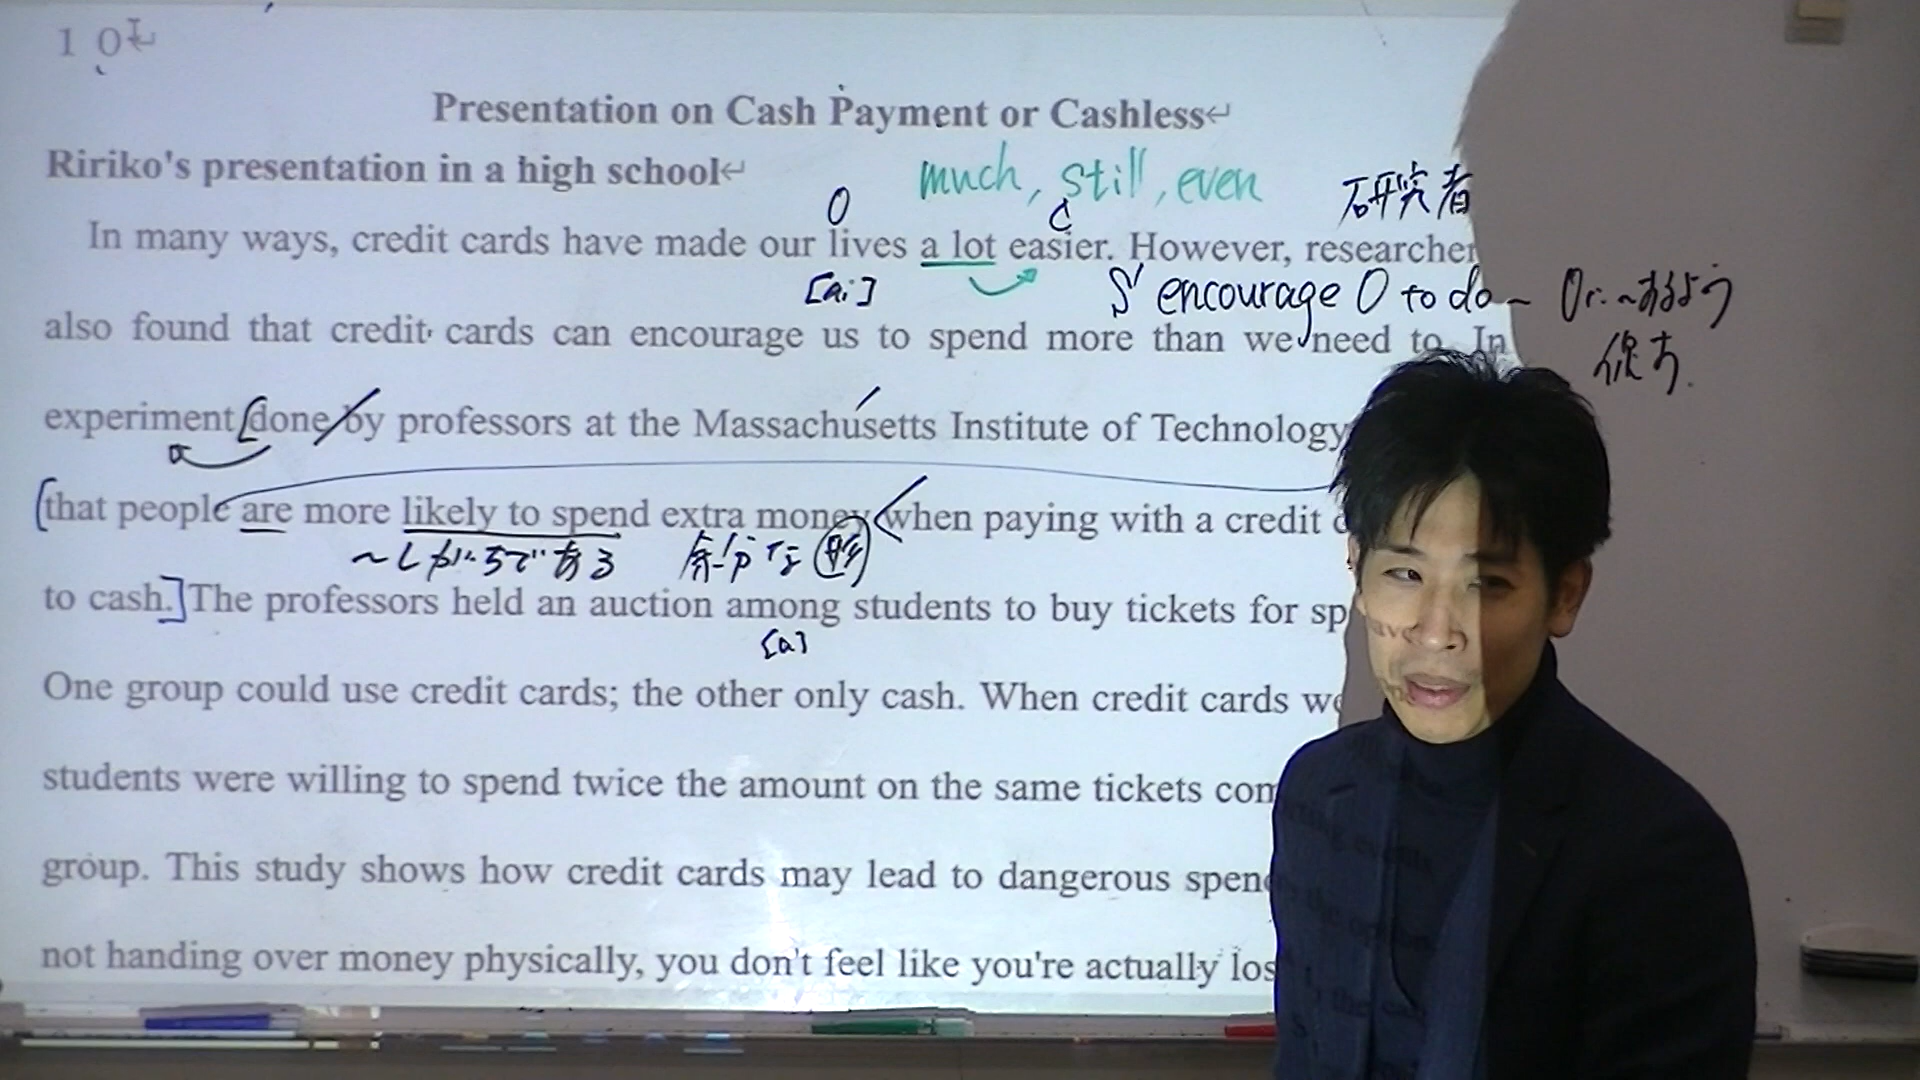 10
Presentation on Cash Payment or Cashless
Ririko's presentation in a high school
much, still, even
研究者
O
C
In many ways, credit cards have made our lives a lot easier. However, researcher
[ai]
S encourage O to do ~ Oに~するよう
促す.
also found that credit cards can encourage us to spend more than we need to. In
experiment [done by professors at the Massachusetts Institute of Technology
[that people are more likely to spend extra money <when paying with a credit
~しがちである 余分な
to cash.] The professors held an auction among students to buy tickets for sp
[a]
One group could use credit cards; the other only cash. When credit cards we
students were willing to spend twice the amount on the same tickets com
group. This study shows how credit cards may lead to dangerous spend
not handing over money physically, you don't feel like you're actually los